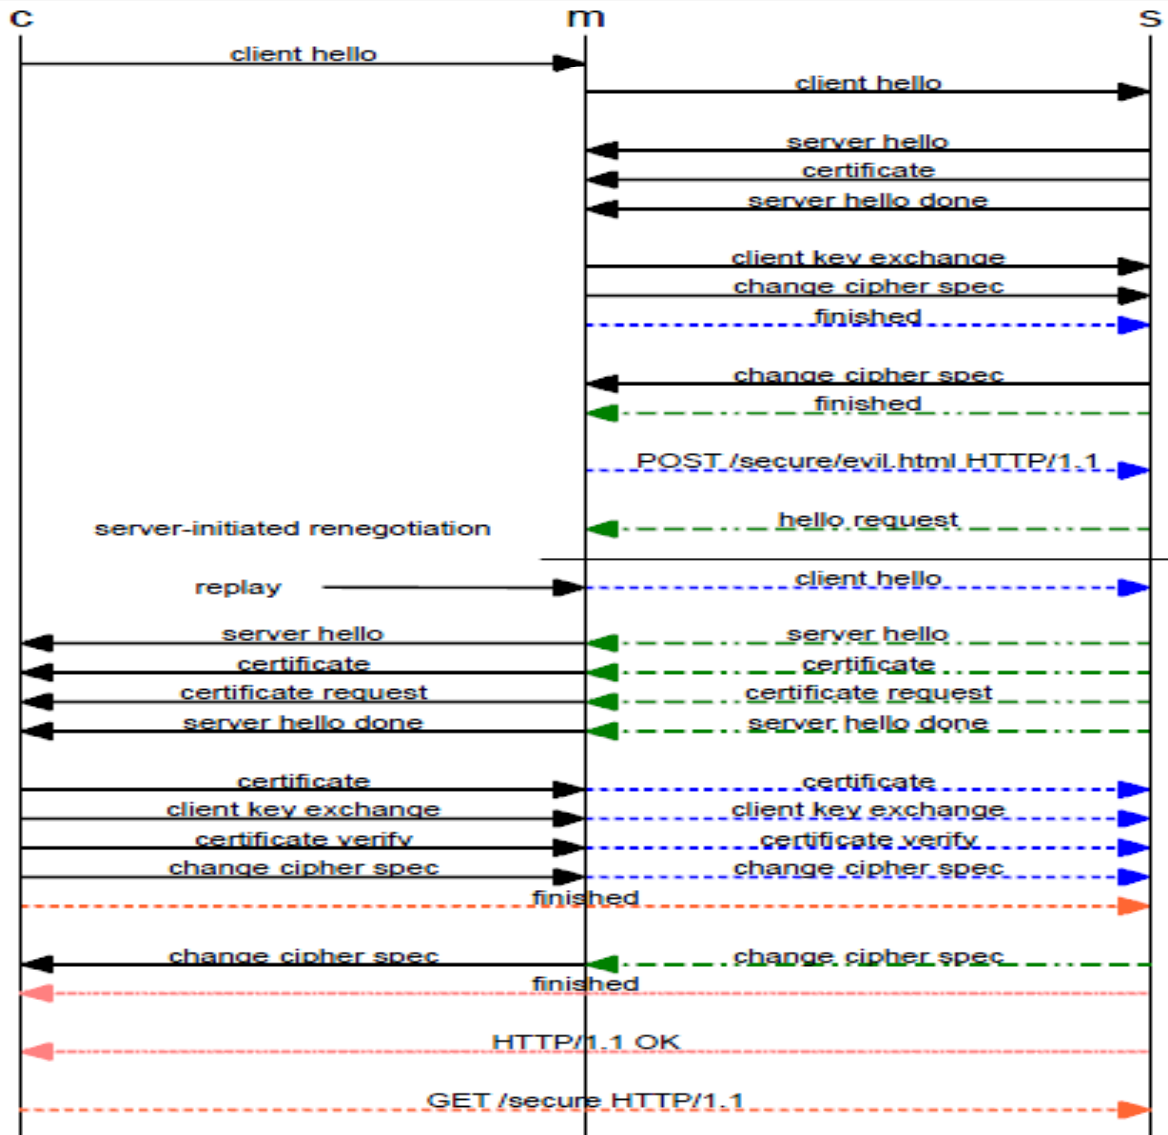 c m s
client hello
client hello
server hello
certificate
server hello done
client key exchange
change cipher spec
finished
change cipher spec
finished
POST /secure/evil.html HTTP/1.1
server-initiated renegotiation hello request
replay client hello
server hello server hello
certificate certificate
certificate request certificate request
server hello done server hello done
certificate certificate
client key exchange client key exchange
certificate verify certificate verify
change cipher spec change cipher spec
finished
change cipher spec change cipher spec
finished
HTTP/1.1 OK
GET /secure HTTP/1.1